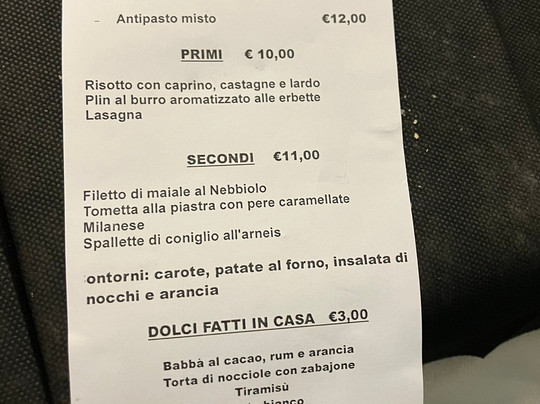 - Antipasto misto €12,00
PRIMI € 10,00
Risotto con caprino, castagne e lardo
Plin al burro aromatizzato alle erbette
Lasagna
SECONDI €11,00
Filetto di maiale al Nebbiolo
Tometta alla piastra con pere caramellate
Milanese
Spallette di coniglio all'arneis
ontorni: carote, patate al forno, insalata di
nocchi e arancia
DOLCI FATTI IN CASA €3,00
Babbà al cacao, rum e arancia
Torta di nocciole con zabajone
Tiramisù
bianco